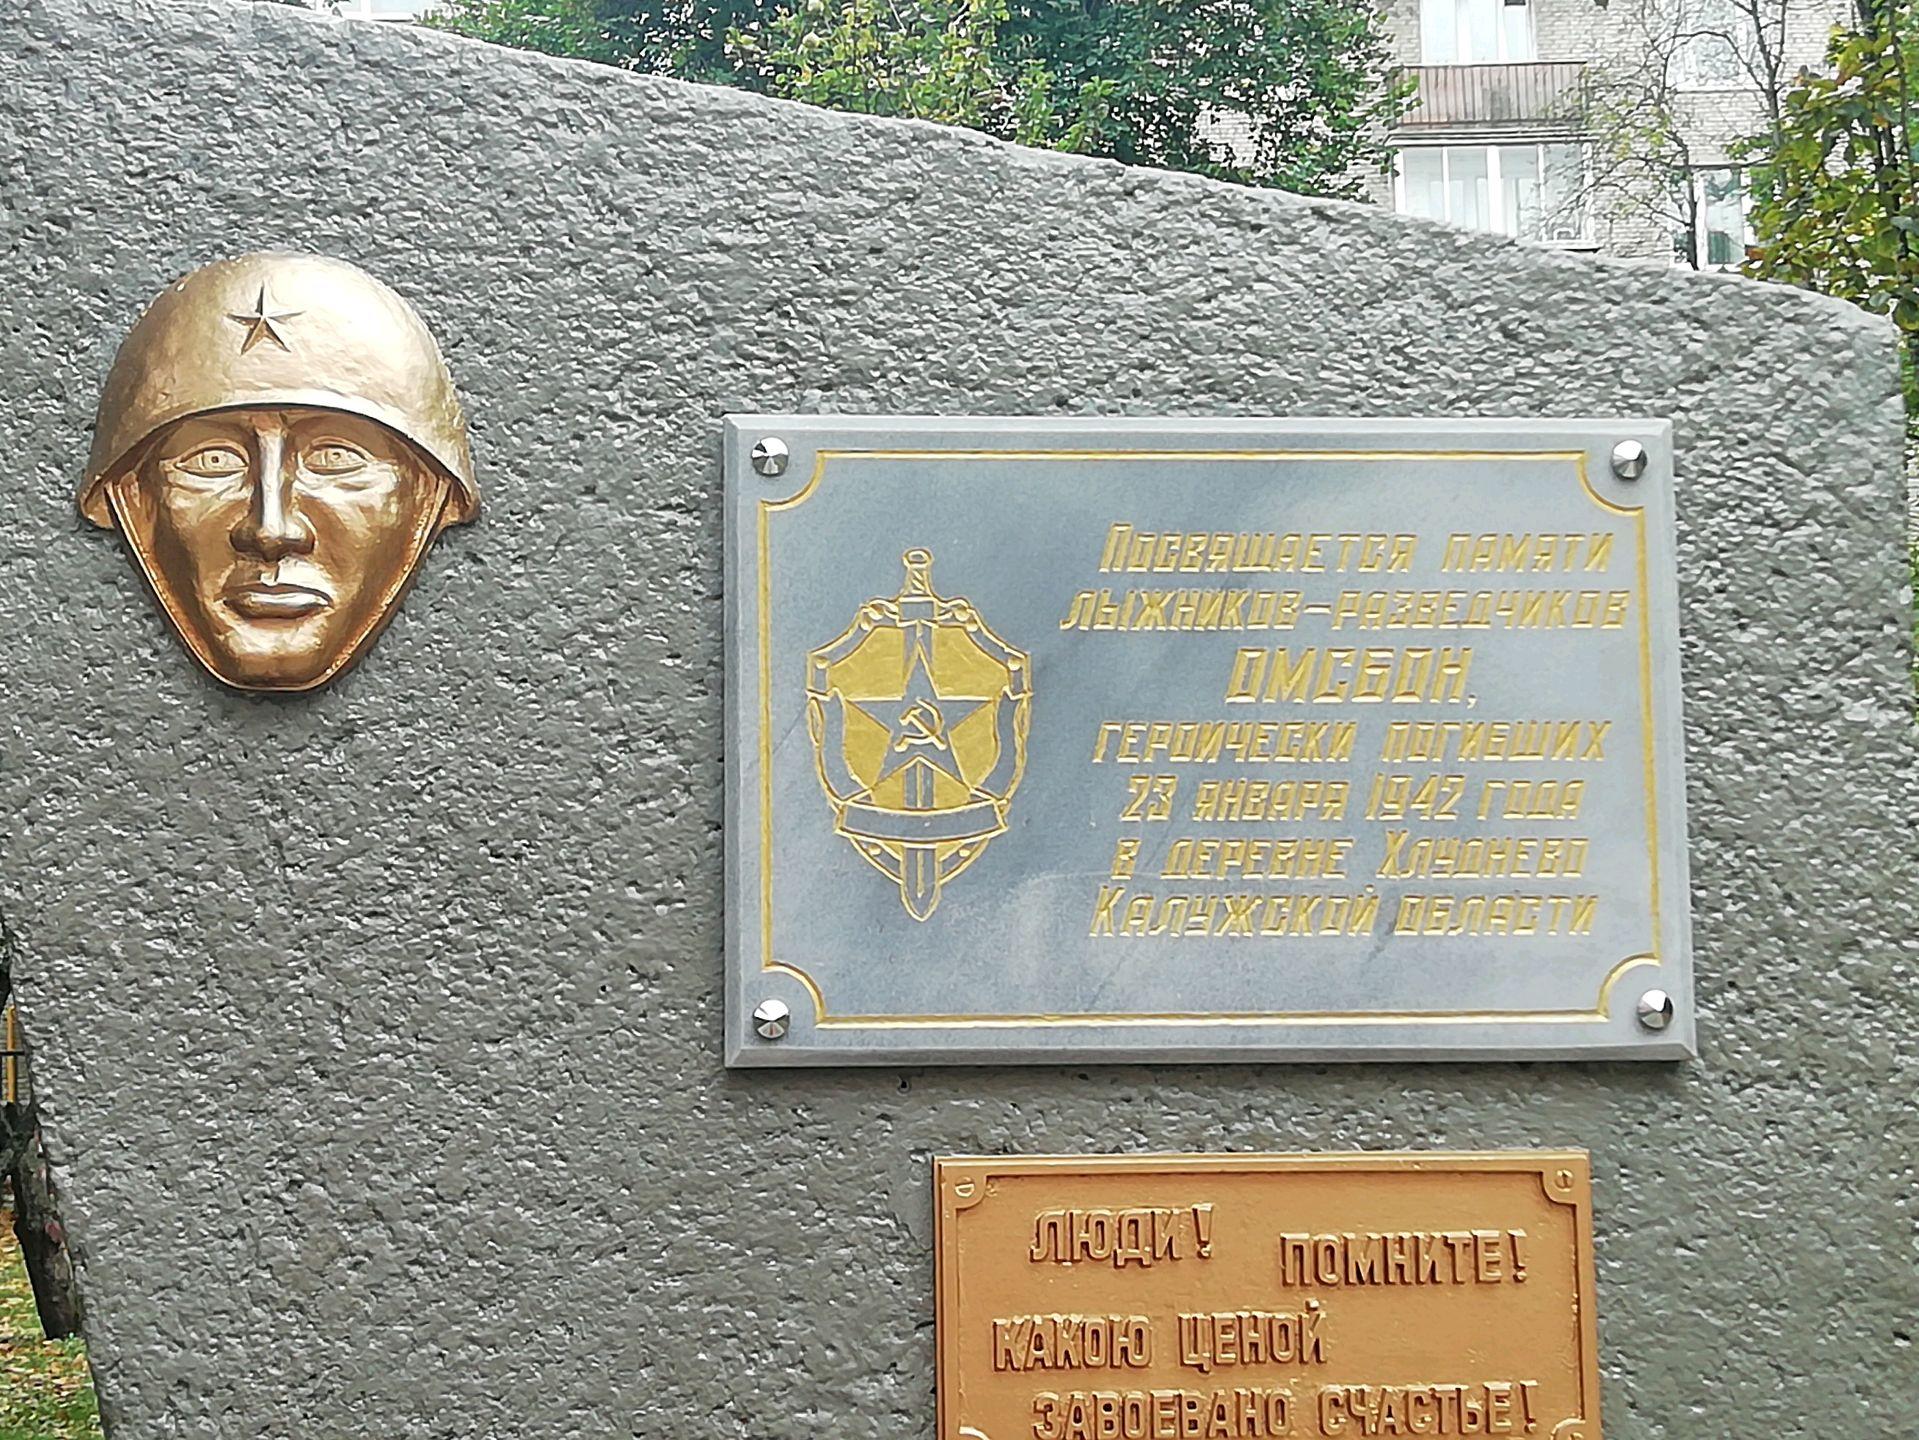 Посвящается памяти
лыжников-разведчиков
ОМСБОН,
героически погибших
23 января 1942 года
в деревне Хлуднево
Калужской области
ЛЮДИ! ПОМНИТЕ!
КАКОЮ ЦЕНОЙ
ЗАВОЕВАНО СЧАСТЬЕ!